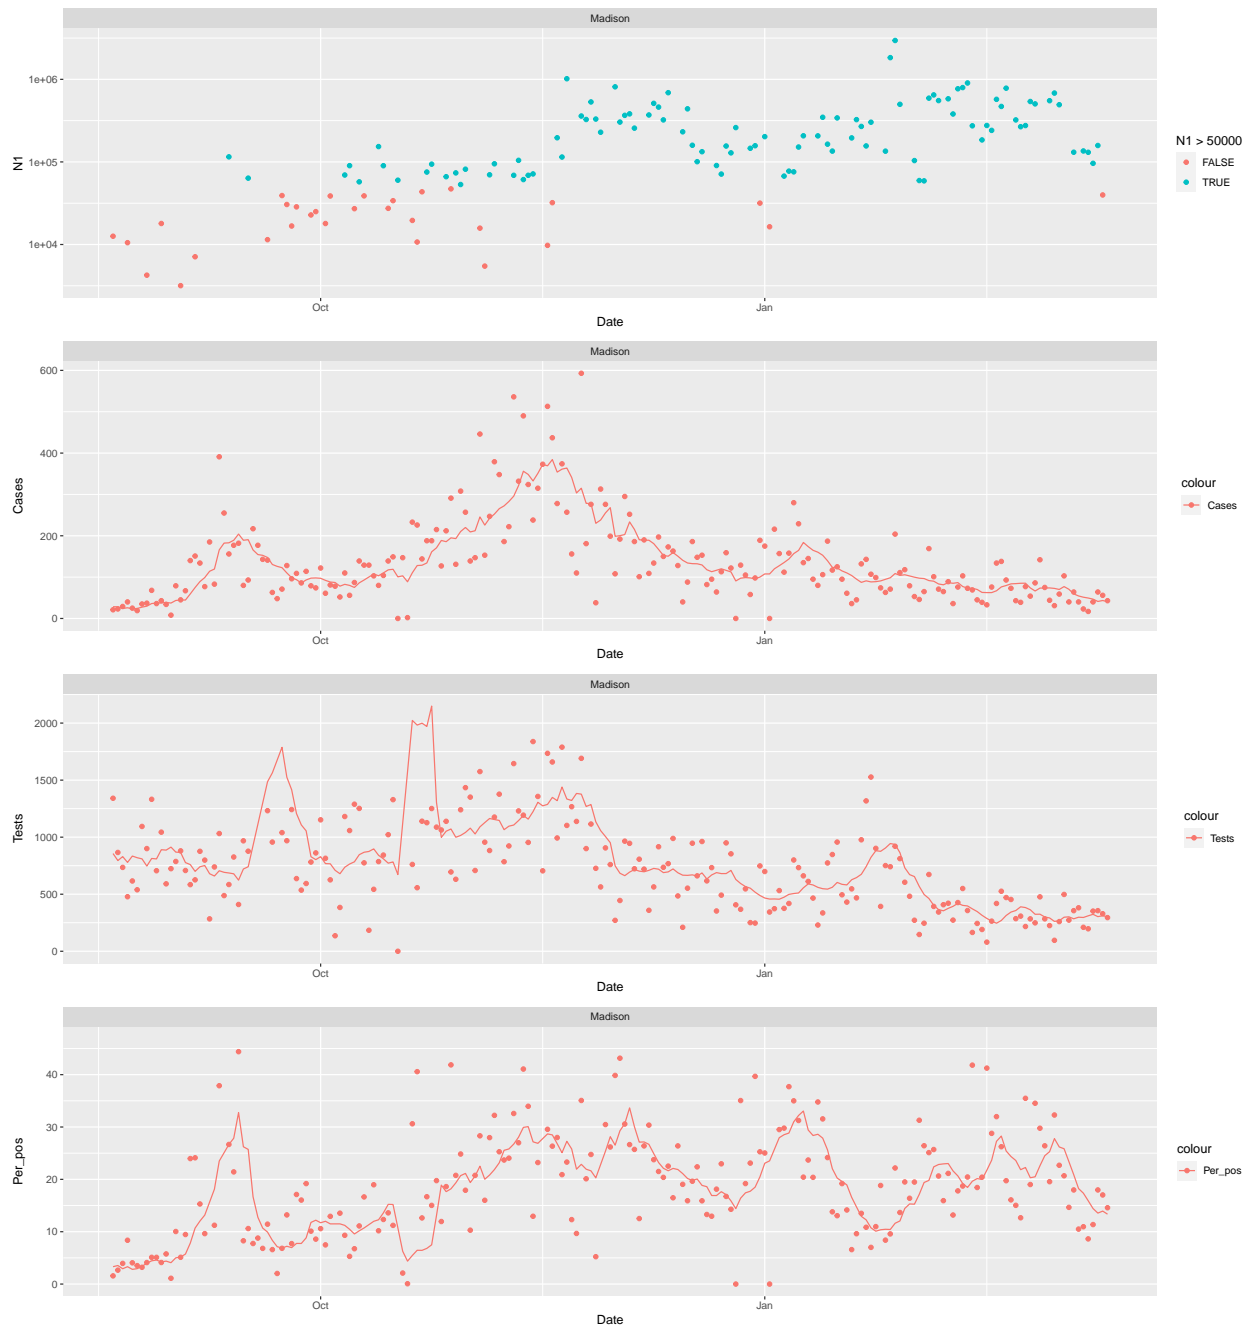 Madison
N1
1e+06
1e+05
1e+04
Oct
Jan
Date
N1 > 50000
FALSE
TRUE
Madison
Cases
600
400
200
0
Oct
Jan
Date
colour
Cases
Madison
Tests
2000
1500
1000
500
0
Oct
Jan
Date
colour
Tests
Madison
Per_pos
40
30
20
10
0
Oct
Jan
Date
colour
Per_pos